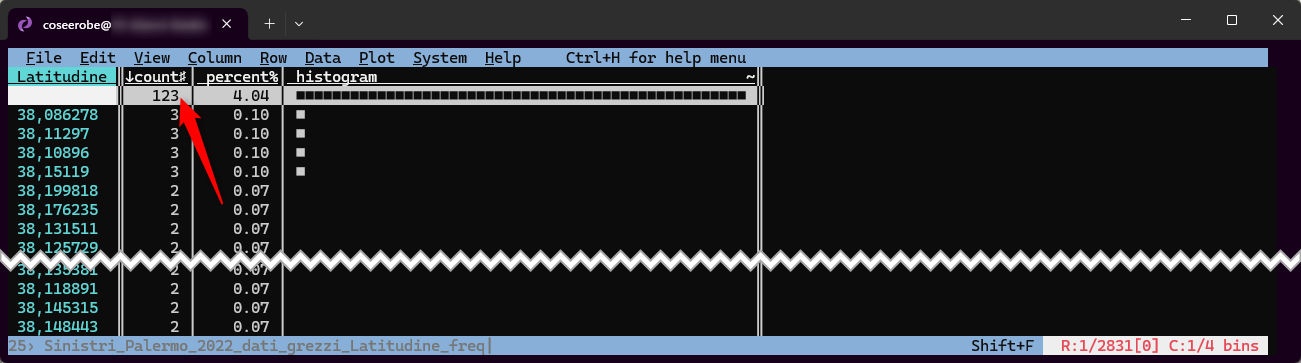 coseerobe@
File Edit View Column Row Data Plot System Help Ctrl+H for help menu
Latitudine ↓count♯ percent% histogram ~
123 4.04
38,086278 3 0.10
38,11297 3 0.10
38,10896 3 0.10
38,15119 3 0.10
38,199818 2 0.07
38,176235 2 0.07
38,131511 2 0.07
38,125729 2 0.07
38,135381 2 0.07
38,118891 2 0.07
38,145315 2 0.07
38,148443 2 0.07
25› Sinistri_Palermo_2022_dati_grezzi_Latitudine_freq| Shift+F R:1/2831[0] C:1/4 bins